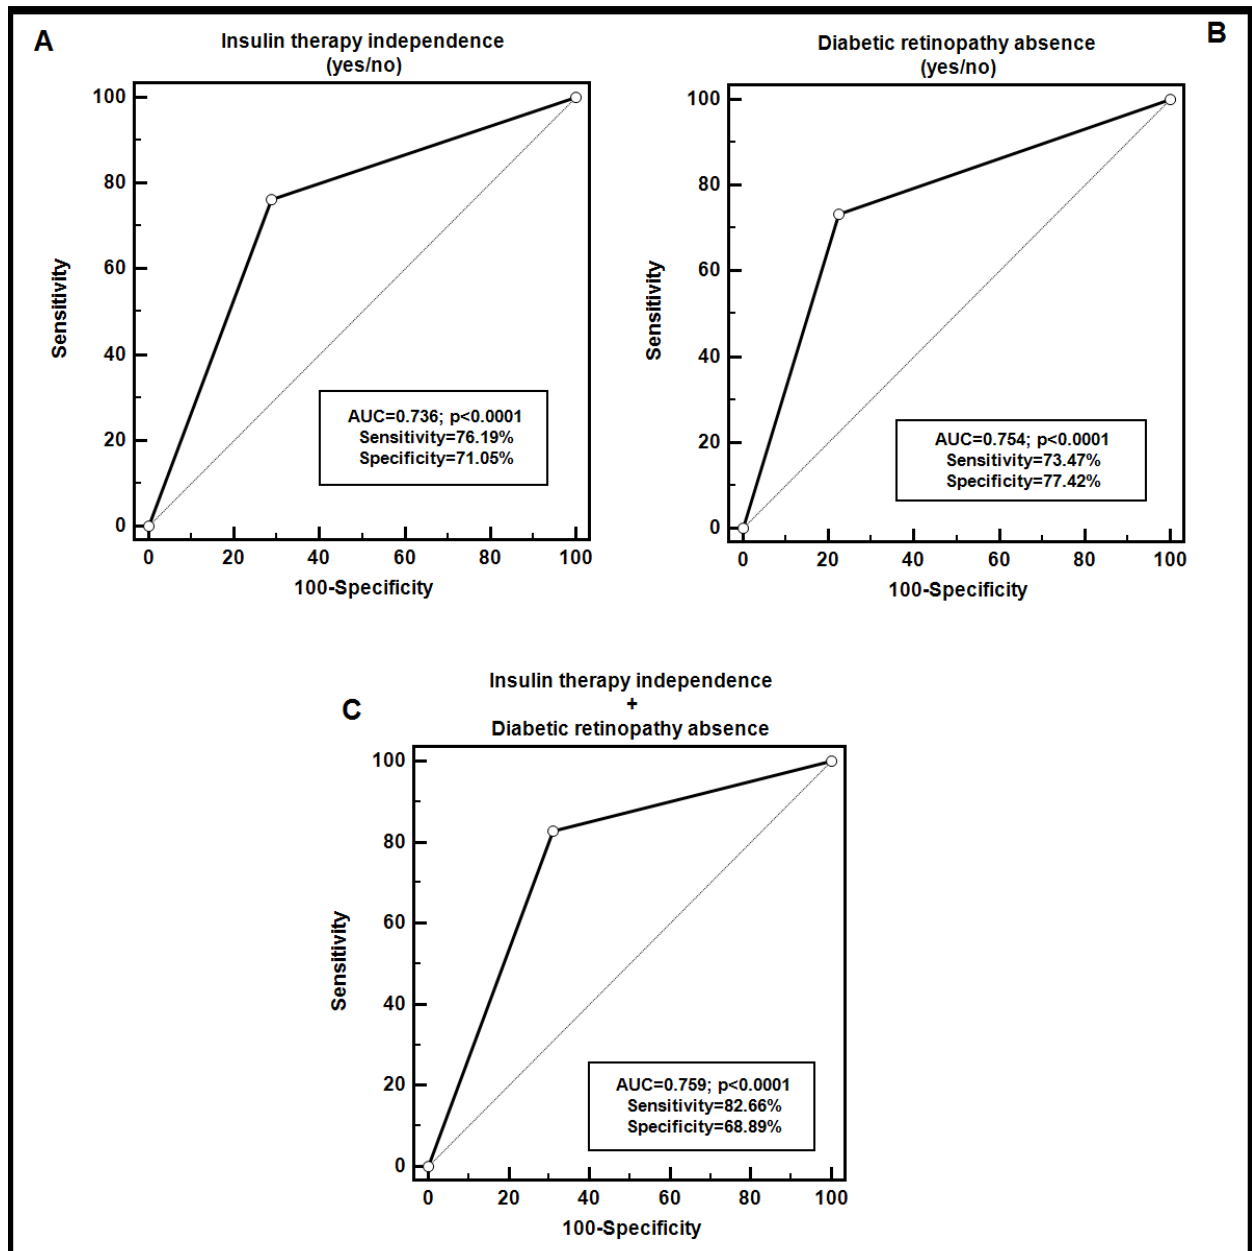 A
Insulin therapy independence
(yes/no)
100
80
60
40
20
0
Sensitivity
AUC=0.736; p<0.0001
Sensitivity=76.19%
Specificity=71.05%
0 20 40 60 80 100
100-Specificity
B
Diabetic retinopathy absence
(yes/no)
100
80
60
40
20
0
Sensitivity
AUC=0.754; p<0.0001
Sensitivity=73.47%
Specificity=77.42%
0 20 40 60 80 100
100-Specificity
C
Insulin therapy independence
+
Diabetic retinopathy absence
100
80
60
40
20
0
Sensitivity
AUC=0.759; p<0.0001
Sensitivity=82.66%
Specificity=68.89%
0 20 40 60 80 100
100-Specificity